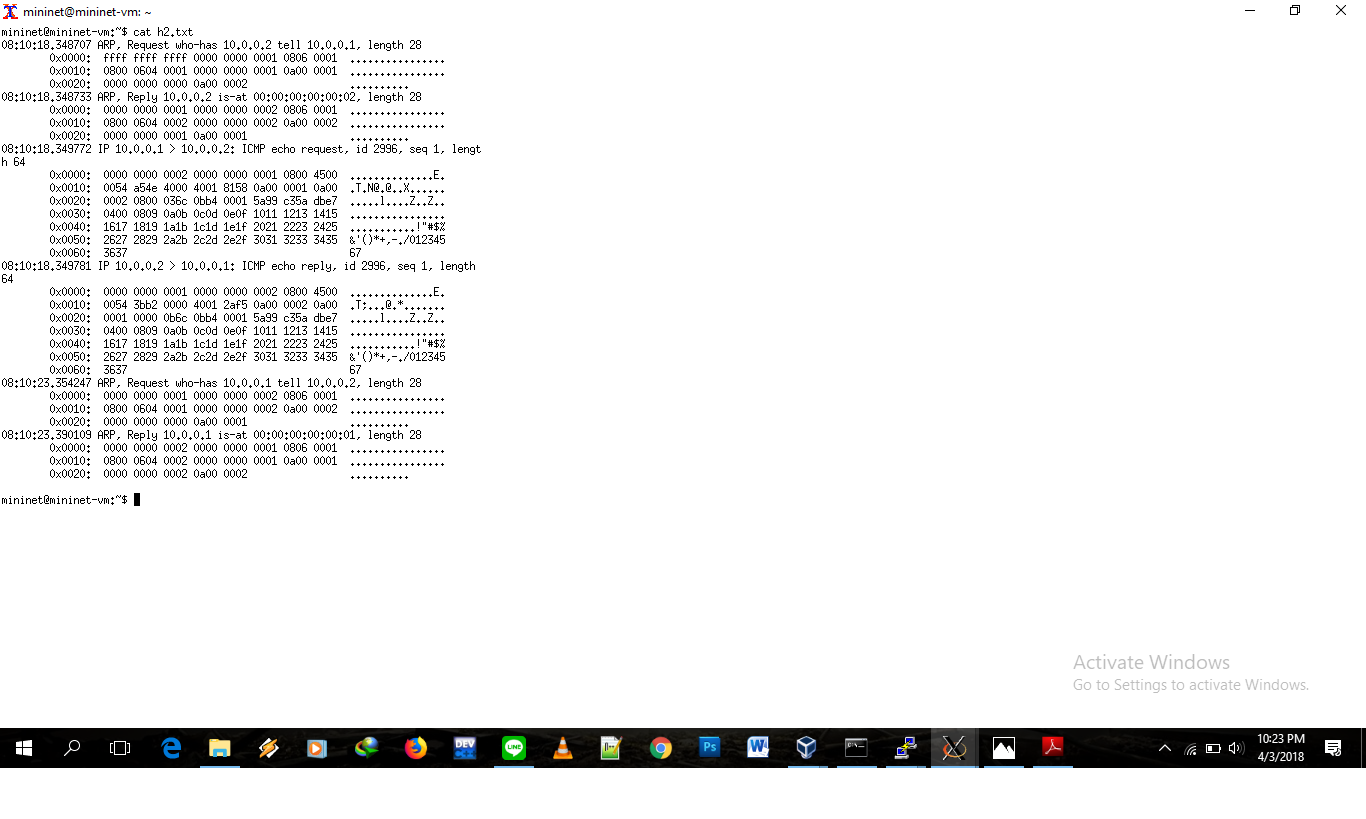 mininet@mininet-vm: ~
mininet@mininet-vm:~$ cat h2.txt
08:10:18.348707 ARP, Request who-has 10.0.0.2 tell 10.0.0.1, length 28
0x0000:  ffff ffff ffff 0000 0000 0001 0806 0001  ................
0x0010:  0800 0604 0001 0000 0000 0001 0a00 0001  ................
0x0020:  0000 0000 0000 0a00 0002                 ..........
08:10:18.348733 ARP, Reply 10.0.0.2 is-at 00:00:00:00:00:02, length 28
0x0000:  0000 0000 0001 0000 0000 0002 0806 0001  ................
0x0010:  0800 0604 0002 0000 0000 0002 0a00 0002  ................
0x0020:  0000 0000 0001 0a00 0001                 ..........
08:10:18.349772 IP 10.0.0.1 > 10.0.0.2: ICMP echo request, id 2996, seq 1, lengt
h 64
0x0000:  0000 0000 0002 0000 0000 0001 0800 4500  ..............E.
0x0010:  0054 a54e 4000 4001 8158 0a00 0001 0a00  .T.N@.@..X......
0x0020:  0002 0800 036c 0bb4 0001 5a99 c35a dbe7  .....l....Z..Z..
0x0030:  0400 0809 0a0b 0c0d 0e0f 1011 1213 1415  ................
0x0040:  1617 1819 1a1b 1c1d 1e1f 2021 2223 2425  ...........!"#$%
0x0050:  2627 2829 2a2b 2c2d 2e2f 3031 3233 3435  &'()*+,-./012345
0x0060:  3637                                     67
08:10:18.349781 IP 10.0.0.2 > 10.0.0.1: ICMP echo reply, id 2996, seq 1, length
64
0x0000:  0000 0000 0001 0000 0000 0002 0800 4500  ..............E.
0x0010:  0054 3bb2 0000 4001 2af5 0a00 0002 0a00  .T;...@.*.......
0x0020:  0001 0000 0b6c 0bb4 0001 5a99 c35a dbe7  .....l....Z..Z..
0x0030:  0400 0809 0a0b 0c0d 0e0f 1011 1213 1415  ................
0x0040:  1617 1819 1a1b 1c1d 1e1f 2021 2223 2425  ...........!"#$%
0x0050:  2627 2829 2a2b 2c2d 2e2f 3031 3233 3435  &'()*+,-./012345
0x0060:  3637                                     67
08:10:23.354247 ARP, Request who-has 10.0.0.1 tell 10.0.0.2, length 28
0x0000:  0000 0000 0001 0000 0000 0002 0806 0001  ................
0x0010:  0800 0604 0001 0000 0000 0002 0a00 0002  ................
0x0020:  0000 0000 0000 0a00 0001                 ..........
08:10:23.390109 ARP, Reply 10.0.0.1 is-at 00:00:00:00:00:01, length 28
0x0000:  0000 0000 0002 0000 0000 0001 0806 0001  ................
0x0010:  0800 0604 0002 0000 0000 0001 0a00 0001  ................
0x0020:  0000 0000 0002 0a00 0002                 ..........
mininet@mininet-vm:~$
Activate Windows
Go to Settings to activate Windows.
DEV
LINE
Ps
10:23 PM
4/3/2018